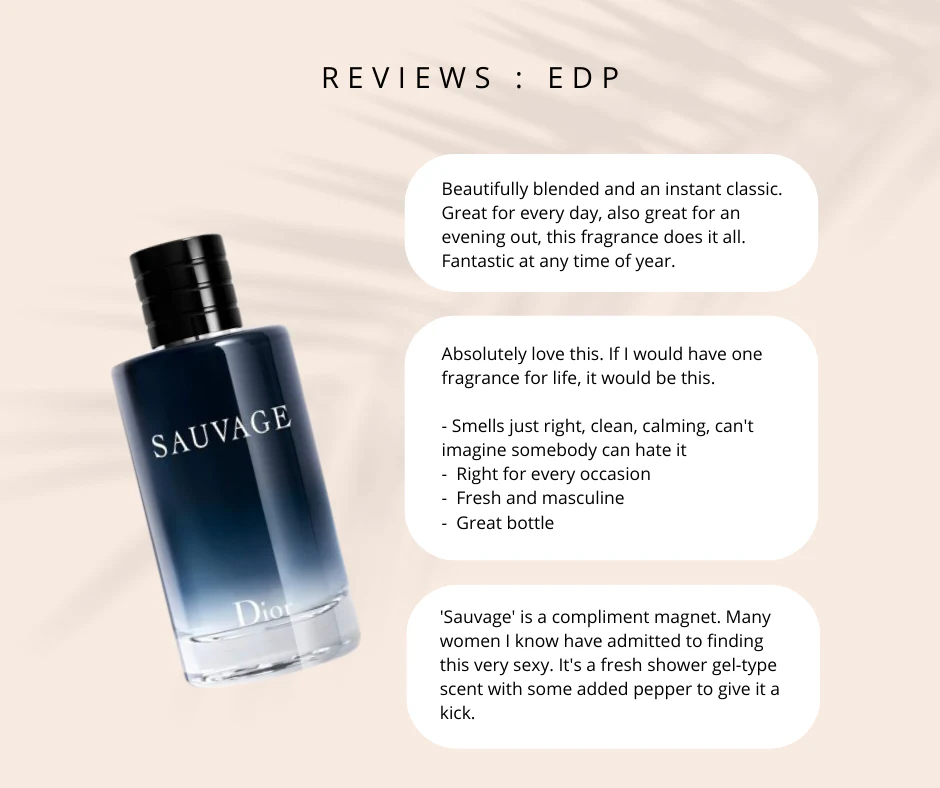 REVIEWS : EDP
Beautifully blended and an instant classic.
Great for every day, also great for an
evening out, this fragrance does it all.
Fantastic at any time of year.
SAUVAGE
Dior
Absolutely love this. If I would have one
fragrance for life, it would be this.
- Smells just right, clean, calming, can't
imagine somebody can hate it
- Right for every occasion
- Fresh and masculine
- Great bottle
'Sauvage' is a compliment magnet. Many
women I know have admitted to finding
this very sexy. It's a fresh shower gel-type
scent with some added pepper to give it a
kick.